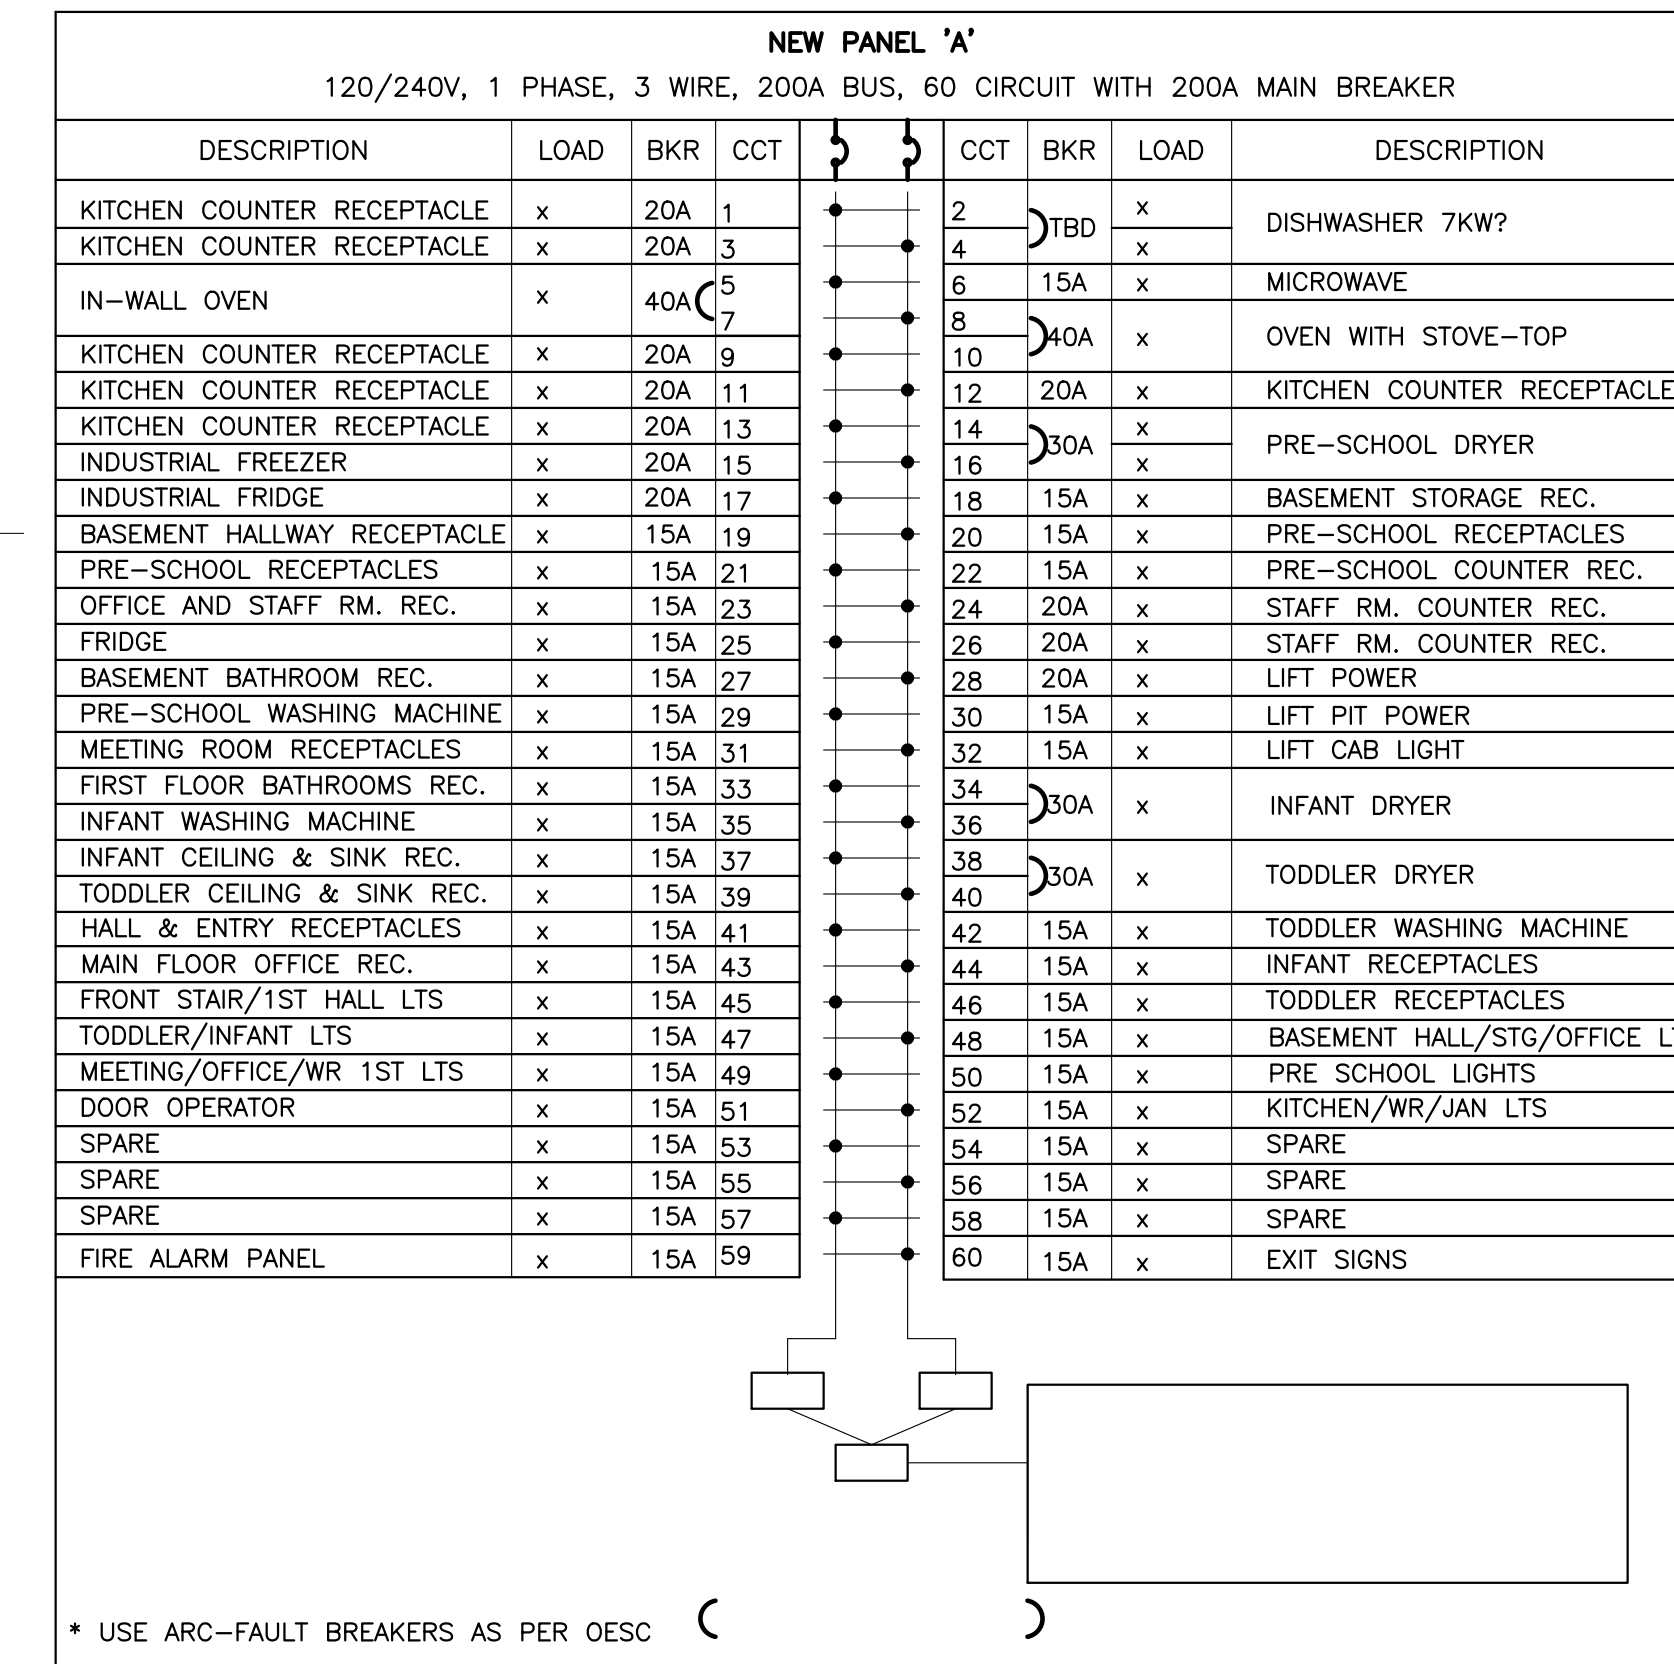 NEW PANEL 'A'
120/240V, 1 PHASE, 3 WIRE, 200A BUS, 60 CIRCUIT WITH 200A MAIN BREAKER
DESCRIPTION LOAD BKR CCT CCT BKR LOAD DESCRIPTION
KITCHEN COUNTER RECEPTACLE x 20A 1 2 TBD x DISHWASHER 7KW?
KITCHEN COUNTER RECEPTACLE x 20A 3 4 x
IN-WALL OVEN x 40A 5 6 15A x MICROWAVE
7 8 40A x OVEN WITH STOVE-TOP
KITCHEN COUNTER RECEPTACLE x 20A 9 10
KITCHEN COUNTER RECEPTACLE x 20A 11 12 20A x KITCHEN COUNTER RECEPTACLE
KITCHEN COUNTER RECEPTACLE x 20A 13 14 30A x PRE-SCHOOL DRYER
INDUSTRIAL FREEZER x 20A 15 16 x
INDUSTRIAL FRIDGE x 20A 17 18 15A x BASEMENT STORAGE REC.
BASEMENT HALLWAY RECEPTACLE x 15A 19 20 15A x PRE-SCHOOL RECEPTACLES
PRE-SCHOOL RECEPTACLES x 15A 21 22 15A x PRE-SCHOOL COUNTER REC.
OFFICE AND STAFF RM. REC. x 15A 23 24 20A x STAFF RM. COUNTER REC.
FRIDGE x 15A 25 26 20A x STAFF RM. COUNTER REC.
BASEMENT BATHROOM REC. x 15A 27 28 20A x LIFT POWER
PRE-SCHOOL WASHING MACHINE x 15A 29 30 15A x LIFT PIT POWER
MEETING ROOM RECEPTACLES x 15A 31 32 15A x LIFT CAB LIGHT
FIRST FLOOR BATHROOMS REC. x 15A 33 34 30A x INFANT DRYER
INFANT WASHING MACHINE x 15A 35 36
INFANT CEILING & SINK REC. x 15A 37 38 30A x TODDLER DRYER
TODDLER CEILING & SINK REC. x 15A 39 40
HALL & ENTRY RECEPTACLES x 15A 41 42 15A x TODDLER WASHING MACHINE
MAIN FLOOR OFFICE REC. x 15A 43 44 15A x INFANT RECEPTACLES
FRONT STAIR/1ST HALL LTS x 15A 45 46 15A x TODDLER RECEPTACLES
TODDLER/INFANT LTS x 15A 47 48 15A x BASEMENT HALL/STG/OFFICE
MEETING/OFFICE/WR 1ST LTS x 15A 49 50 15A x PRE SCHOOL LIGHTS
DOOR OPERATOR x 15A 51 52 15A x KITCHEN/WR/JAN LTS
SPARE x 15A 53 54 15A x SPARE
SPARE x 15A 55 56 15A x SPARE
SPARE x 15A 57 58 15A x SPARE
FIRE ALARM PANEL x 15A 59 60 15A x EXIT SIGNS
* USE ARC-FAULT BREAKERS AS PER OESC